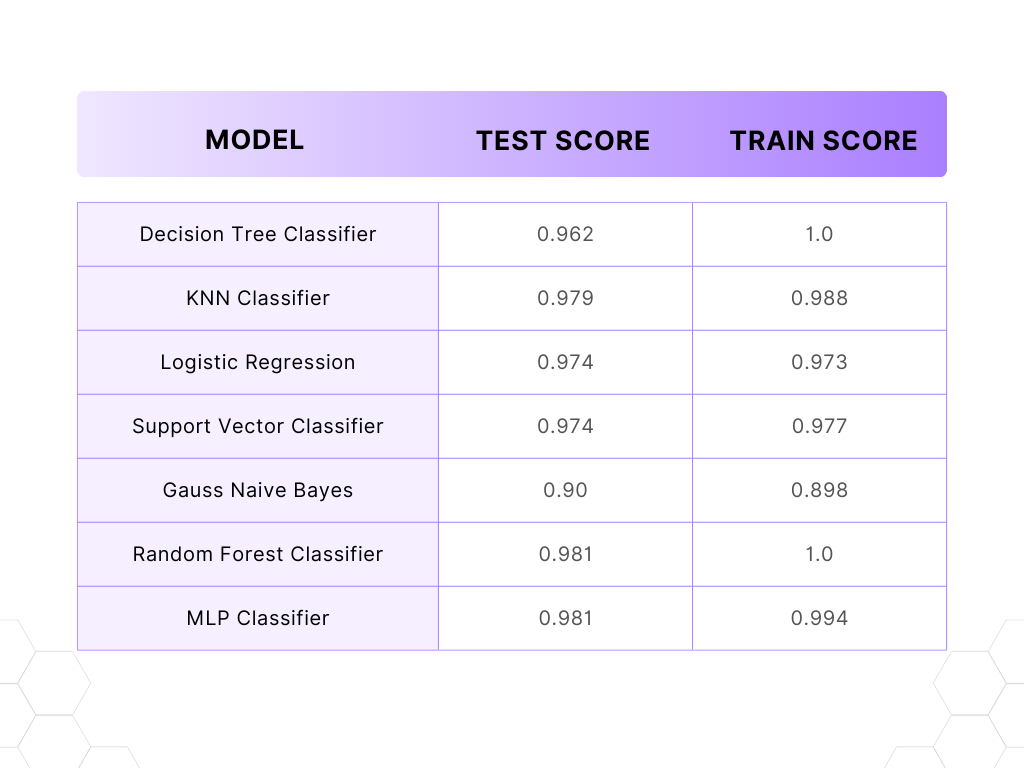 MODEL TEST SCORE TRAIN SCORE
Decision Tree Classifier 0.962 1.0
KNN Classifier 0.979 0.988
Logistic Regression 0.974 0.973
Support Vector Classifier 0.974 0.977
Gauss Naive Bayes 0.90 0.898
Random Forest Classifier 0.981 1.0
MLP Classifier 0.981 0.994